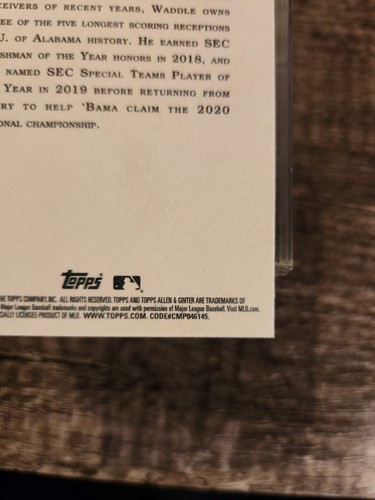 CEIVERS OF RECENT YEARS, WADDLE OWNS
EE OF THE FIVE LONGEST SCORING RECEPTIONS
U. OF ALABAMA HISTORY. HE EARNED SEC
SHMAN OF THE YEAR HONORS IN 2018, AND
NAMED SEC SPECIAL TEAMS PLAYER OF
YEAR IN 2019 BEFORE RETURNING FROM
RY TO HELP 'BAMA CLAIM THE 2020
ONAL CHAMPIONSHIP.
topps
HE TOPPS COMPANY, INC. ALL RIGHTS RESERVED. TOPPS AND TOPPS ALLEN & GINTER ARE TRADEMARKS OF
Major League Baseball trademarks and copyrights are used with permission of Major League Baseball. Visit MLB.com.
CIALLY LICENSED PRODUCT OF MLB. WWW.TOPPS.COM. CODE#CMP046145.